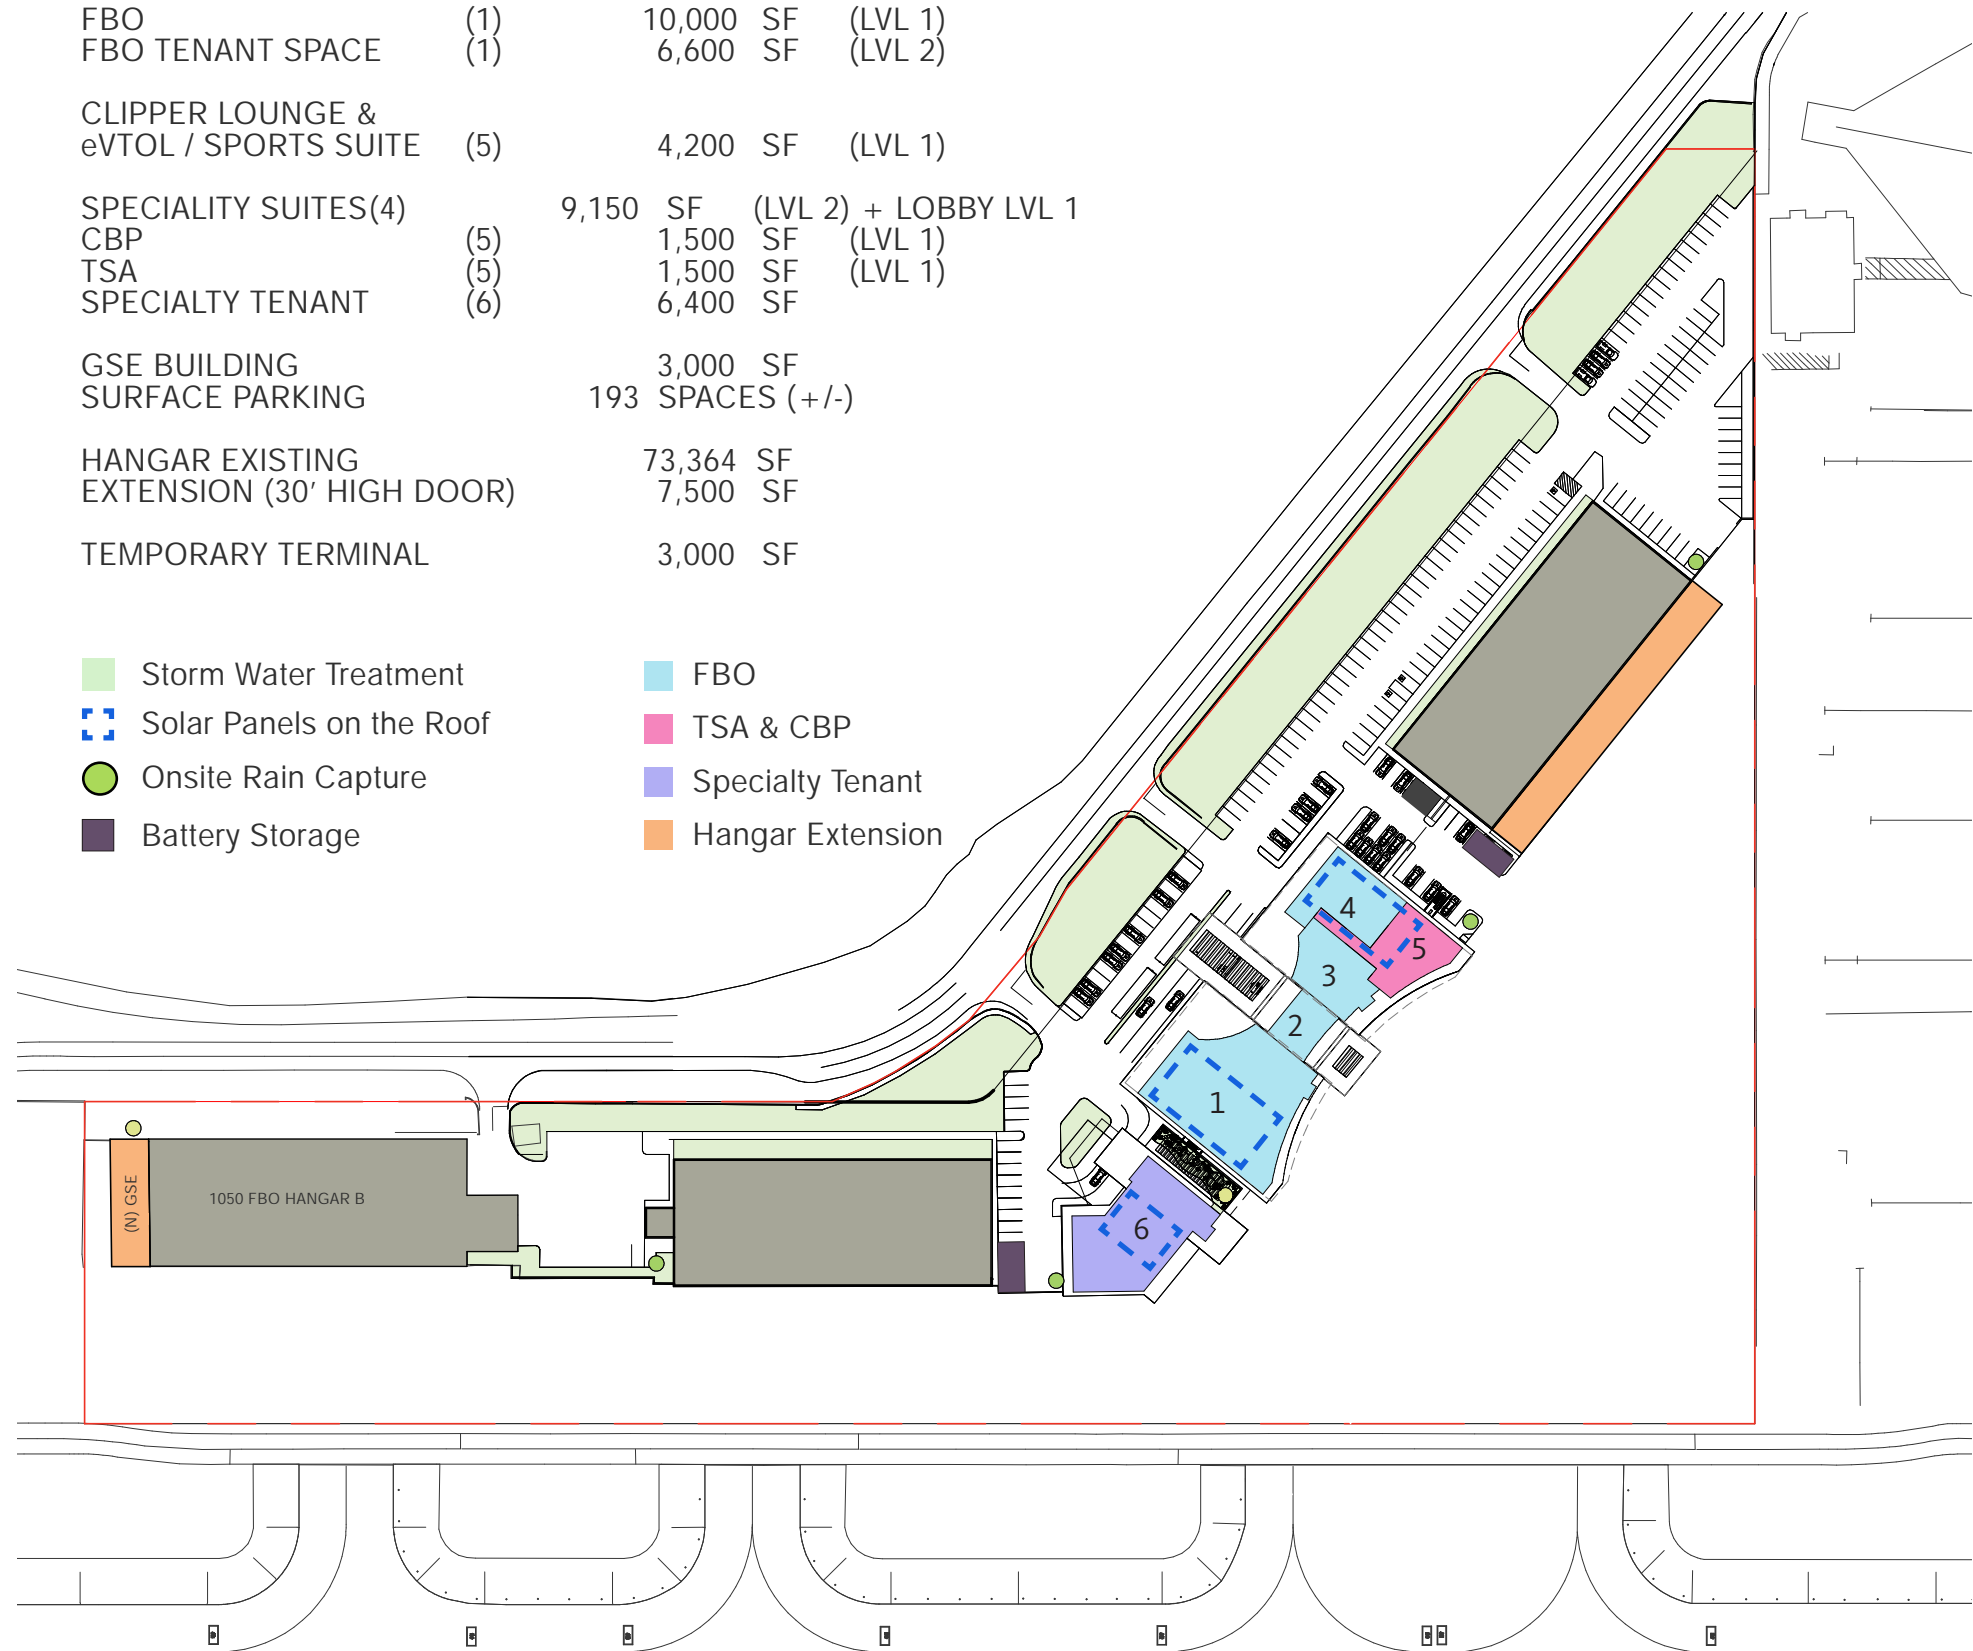 FBO (1) 10,000 SF (LVL 1)
FBO TENANT SPACE (1) 6,600 SF (LVL 2)
CLIPPER LOUNGE &
eVTOL / SPORTS SUITE (5) 4,200 SF (LVL 1)
SPECIALITY SUITES(4) 9,150 SF (LVL 2) + LOBBY LVL 1
CBP (5) 1,500 SF (LVL 1)
TSA (5) 1,500 SF (LVL 1)
SPECIALTY TENANT (6) 6,400 SF
GSE BUILDING 3,000 SF
SURFACE PARKING 193 SPACES (+/-)
HANGAR EXISTING 73,364 SF
EXTENSION (30' HIGH DOOR) 7,500 SF
TEMPORARY TERMINAL 3,000 SF
Storm Water Treatment
Solar Panels on the Roof
Onsite Rain Capture
Battery Storage
FBO
TSA & CBP
Specialty Tenant
Hangar Extension
4
5
3
2
1
6
(N) GSE
1050 FBO HANGAR B